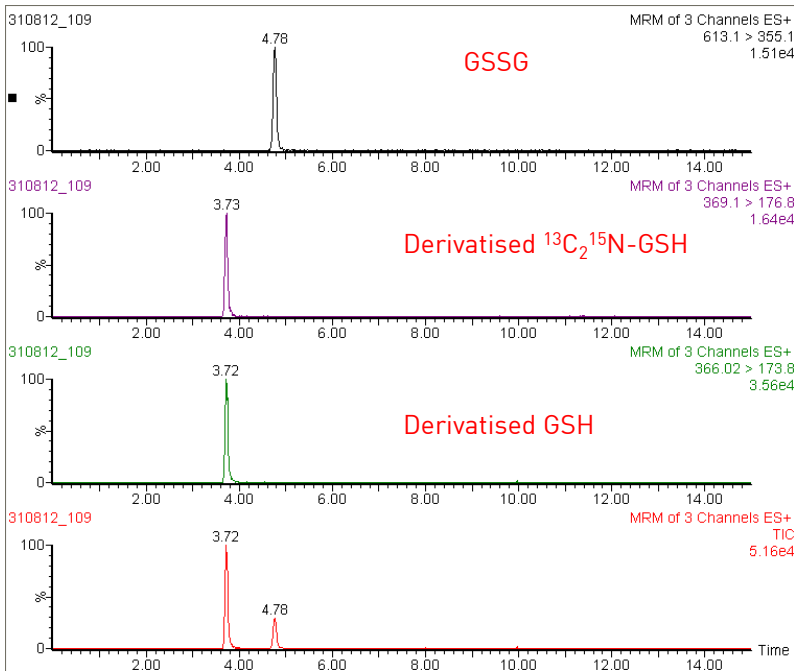 310812_109
MRM of 3 Channels ES+
613.1 > 355.1
1.51e4
4.78
GSSG
100
%
0
2.00 4.00 6.00 8.00 10.00 12.00 14.00
310812_109
MRM of 3 Channels ES+
369.1 > 176.8
1.64e4
3.73
Derivatised ¹³C₂¹⁵N-GSH
100
%
0
2.00 4.00 6.00 8.00 10.00 12.00 14.00
310812_109
MRM of 3 Channels ES+
366.02 > 173.8
3.56e4
3.72
Derivatised GSH
100
%
0
2.00 4.00 6.00 8.00 10.00 12.00 14.00
310812_109
MRM of 3 Channels ES+
TIC
5.16e4
3.72
4.78
100
%
0
Time
2.00 4.00 6.00 8.00 10.00 12.00 14.00